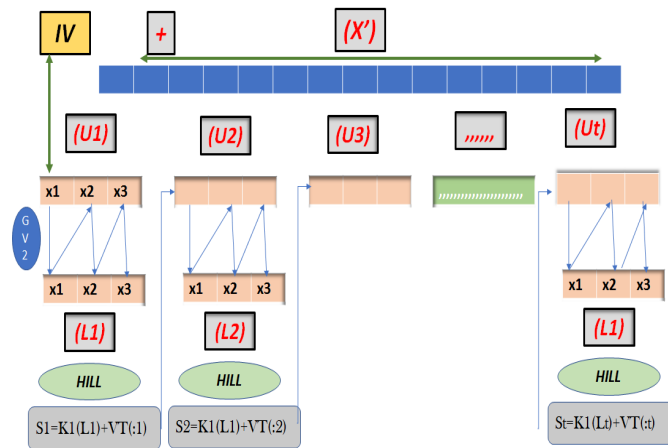 IV + (X’)
(U1) (U2) (U3) ,,,,,, (Ut)
x1 x2 x3 ,,,,,,,,,,,,,,,,,,,,,,,,
G
V
2
x1 x2 x3 x1 x2 x3 x1 x2 x3
(L1) (L2) (L1)
HILL HILL HILL
S1=K1(L1)+VT(:1) S2=K1(L1)+VT(:2) St=K1(Lt)+VT(:t)